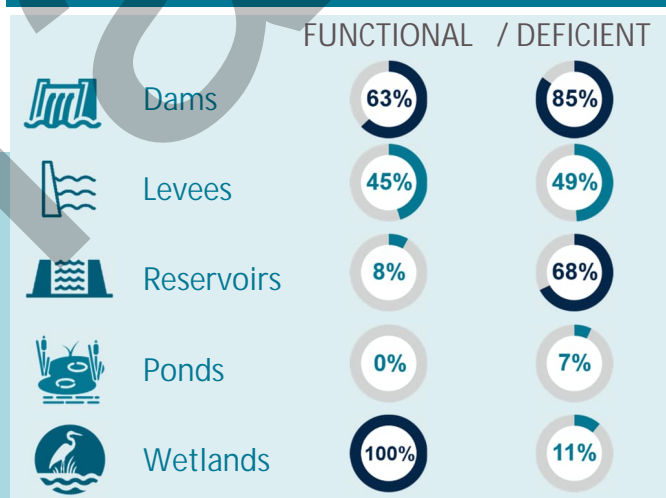 FUNCTIONAL / DEFICIENT
Dams 63% 85%
Levees 45% 49%
Reservoirs 8% 68%
Ponds 0% 7%
Wetlands 100% 11%